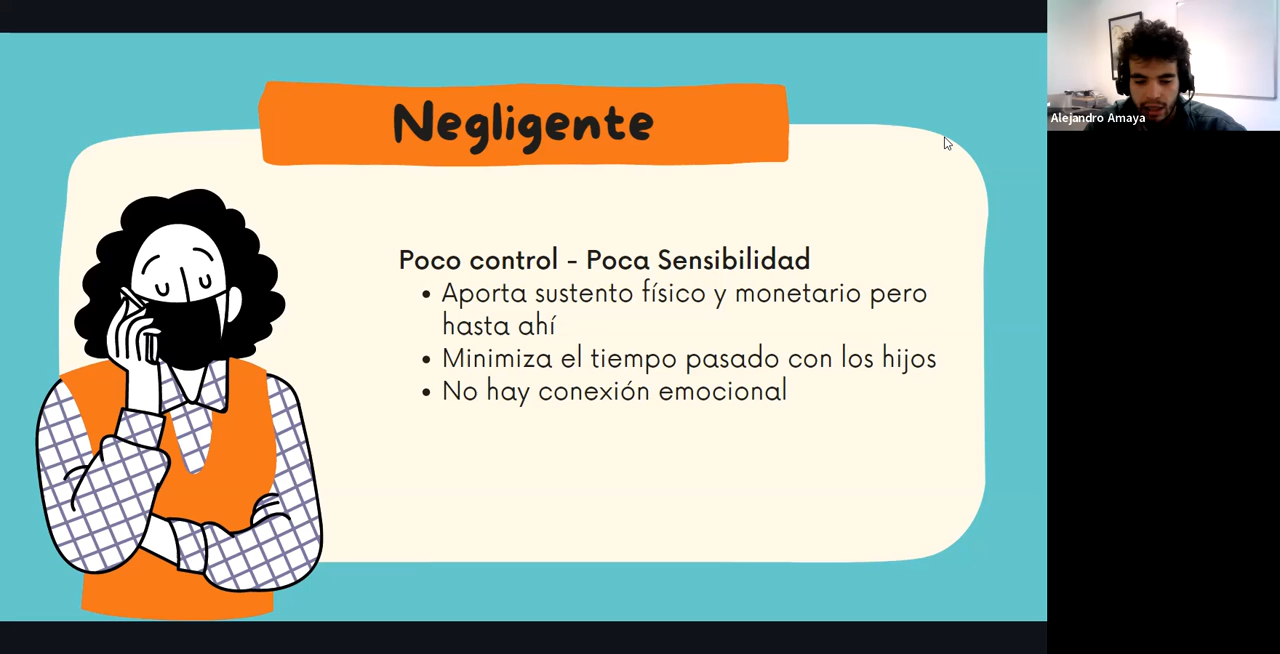 Negligente
Poco control - Poca Sensibilidad
• Aporta sustento físico y monetario pero
hasta ahí
• Minimiza el tiempo pasado con los hijos
• No hay conexión emocional
Alejandro Amaya